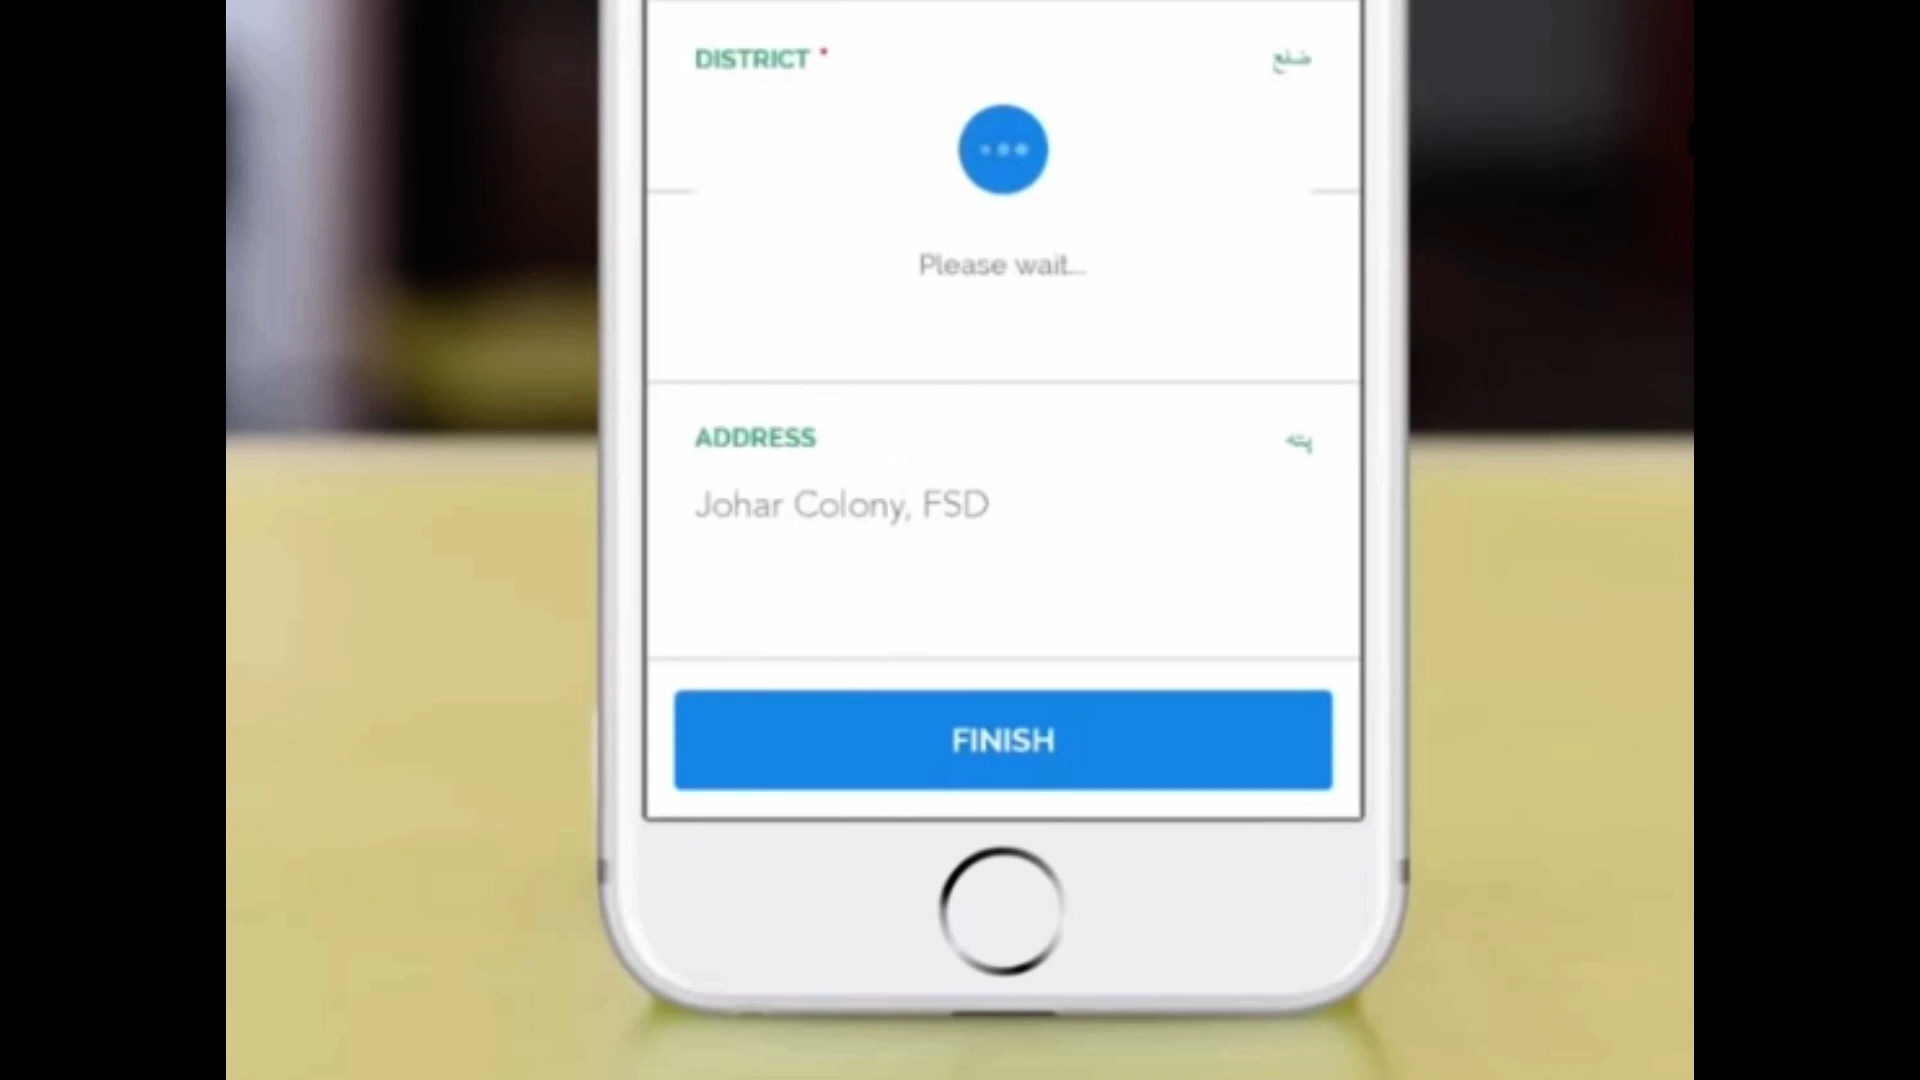 DISTRICT * ضلع
Please wait...
ADDRESS پتہ
Johar Colony, FSD
FINISH